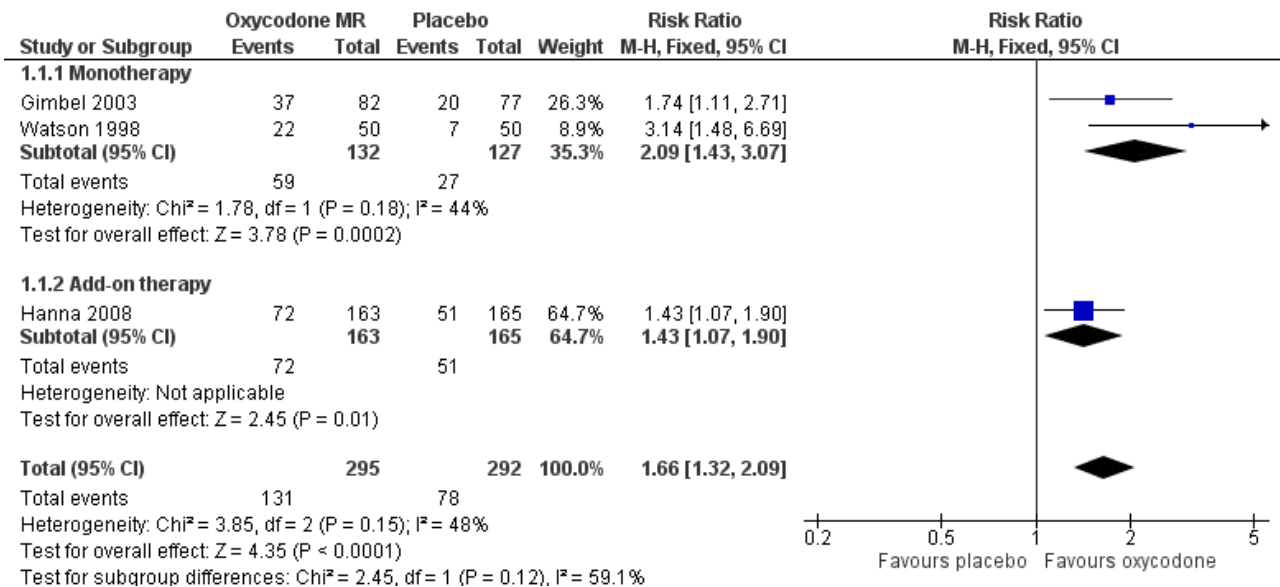 Oxycodone MR Placebo Risk Ratio Risk Ratio
Study or Subgroup Events Total Events Total Weight M-H, Fixed, 95% CI M-H, Fixed, 95% CI
1.1.1 Monotherapy
Gimbel 2003 37 82 20 77 26.3% 1.74 [1.11, 2.71]
Watson 1998 22 50 7 50 8.9% 3.14 [1.48, 6.69]
Subtotal (95% CI) 132 127 35.3% 2.09 [1.43, 3.07]
Total events 59 27
Heterogeneity: Chi² = 1.78, df = 1 (P = 0.18); I² = 44%
Test for overall effect: Z = 3.78 (P = 0.0002)
1.1.2 Add-on therapy
Hanna 2008 72 163 51 165 64.7% 1.43 [1.07, 1.90]
Subtotal (95% CI) 163 165 64.7% 1.43 [1.07, 1.90]
Total events 72 51
Heterogeneity: Not applicable
Test for overall effect: Z = 2.45 (P = 0.01)
Total (95% CI) 295 292 100.0% 1.66 [1.32, 2.09]
Total events 131 78
Heterogeneity: Chi² = 3.85, df = 2 (P = 0.15); I² = 48%
Test for overall effect: Z = 4.35 (P < 0.0001)
Test for subgroup differences: Chi² = 2.45, df = 1 (P = 0.12), I² = 59.1%
0.2 0.5 1 2 5
Favours placebo Favours oxycodone